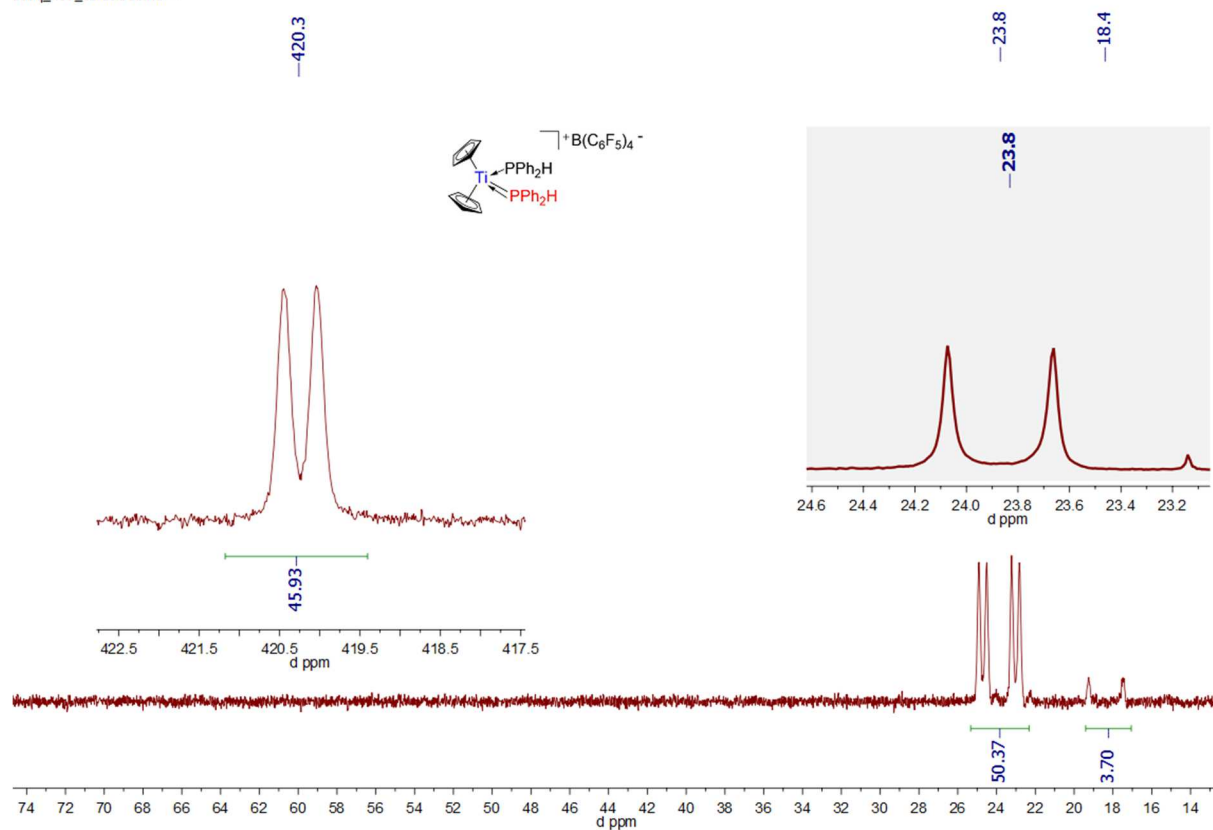 420.3
23.8
18.4
+B(C₆F₅)₄-
PPh₂H
Ti
PPh₂H
23.8
24.6 24.4 24.2 24.0 23.8 23.6 23.4 23.2
d ppm
45.93
422.5 421.5 420.5 419.5 418.5 417.5
d ppm
50.37
3.70
74 72 70 68 66 64 62 60 58 56 54 52 50 48 46 44 42 40 38 36 34 32 30 28 26 24 22 20 18 16 14
d ppm